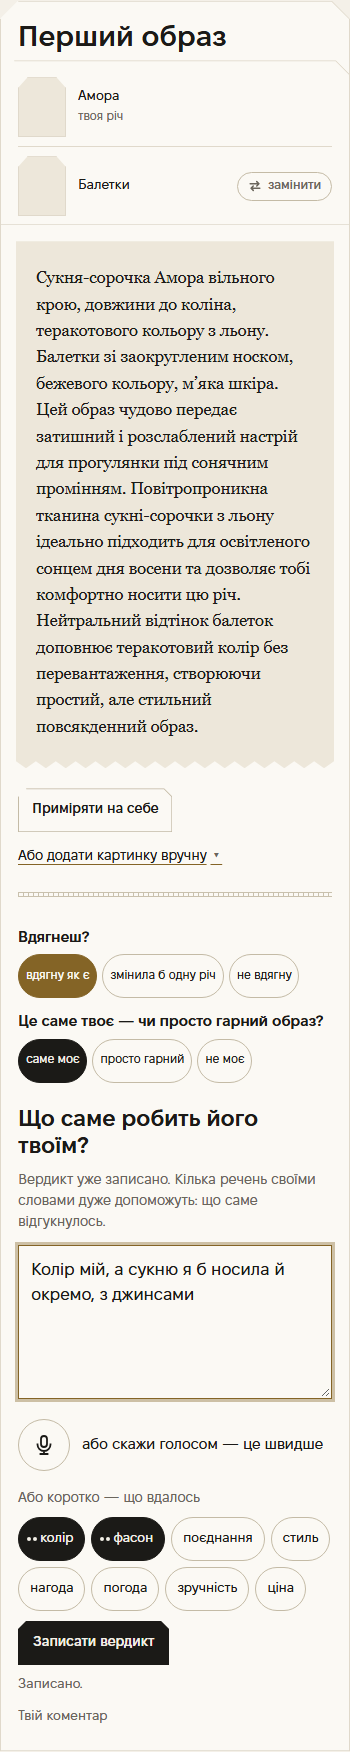 Перший образ
Амора
твоя річ
Балетки
⇄ замінити
Сукня-сорочка Амора вільного
крою, довжини до коліна,
теракотового кольору з льону.
Балетки зі заокругленим носком,
бежевого кольору, м’яка шкіра.
Цей образ чудово передає
затишний і розслаблений настрій
для прогулянки під сонячним
промінням. Повітропроникна
тканина сукні-сорочки з льону
ідеально підходить для освітленого
сонцем дня восени та дозволяє тобі
комфортно носити цю річ.
Нейтральний відтінок балеток
доповнює теракотовий колір без
перевантаження, створюючи
простий, але стильний
повсякденний образ.
Приміряти на себе
Або додати картинку вручну ▾
Вдягнеш?
вдягну як є змінила б одну річ не вдягну
Це саме твоє — чи просто гарний образ?
саме моє просто гарний не моє
Що саме робить його
твоїм?
Вердикт уже записано. Кілька речень своїми
словами дуже допоможуть: що саме
відгукнулось.
Колір мій, а сукню я б носила й
окремо, з джинсами
або скажи голосом — це швидше
Або коротко — що вдалось
•• колір •• фасон поєднання стиль
нагода погода зручність ціна
Записати вердикт
Записано.
Твій коментар